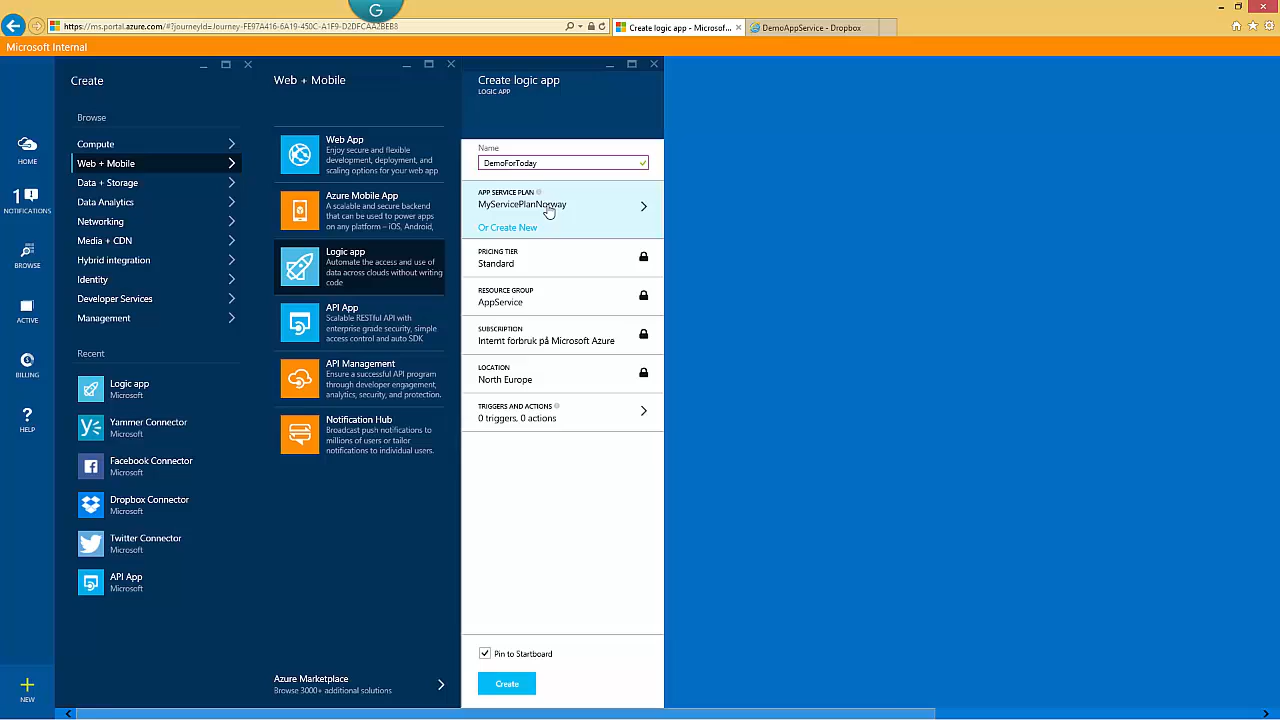 G
https://ms.portal.azure.com/#?journeyId=Journey-FE97A416-6A19-450C-A1F9-D2DFCAA2BEB8
Create logic app - Microsof...
DemoAppService - Dropbox
Microsoft Internal
HOME
1
NOTIFICATIONS
BROWSE
ACTIVE
BILLING
HELP
NEW
Create
Browse
Compute
Web + Mobile
Data + Storage
Data Analytics
Networking
Media + CDN
Hybrid integration
Identity
Developer Services
Management
Recent
Logic app
Microsoft
Yammer Connector
Microsoft
Facebook Connector
Microsoft
Dropbox Connector
Microsoft
Twitter Connector
Microsoft
API App
Microsoft
Web + Mobile
Web App
Enjoy secure and flexible
development, deployment, and
scaling options for your web app
Azure Mobile App
A scalable and secure backend
that can be used to power apps
on any platform – iOS, Android,
Logic app
Automate the access and use of
data across clouds without writing
code
API App
Scalable RESTful API with
enterprise grade security, simple
access control and auto SDK
API Management
Ensure a successful API program
through developer engagement,
analytics, security, and protection.
Notification Hub
Broadcast push notifications to
millions of users or tailor
notifications to individual users.
Azure Marketplace
Browse 3000+ additional solutions
Create logic app
LOGIC APP
Name
DemoForToday
APP SERVICE PLAN
MyServicePlanNorway
Or Create New
PRICING TIER
Standard
RESOURCE GROUP
AppService
SUBSCRIPTION
Internt forbruk på Microsoft Azure
LOCATION
North Europe
TRIGGERS AND ACTIONS
0 triggers, 0 actions
Pin to Startboard
Create